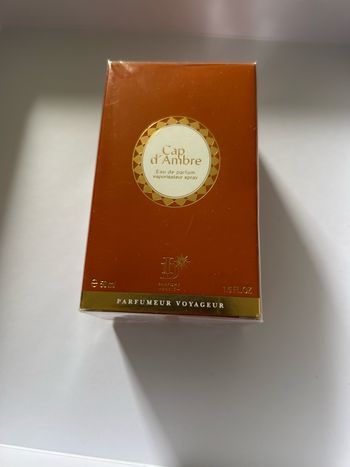 Cap
d'Ambre
Eau de parfum
vaporisateur spray
PARFUMEUR VOYAGEUR